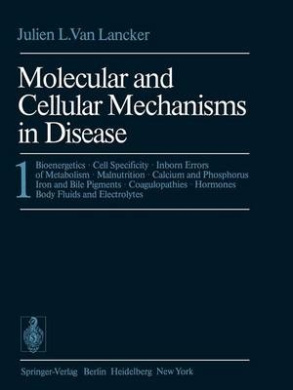 Julien L.Van Lancker
Molecular and
Cellular Mechanisms
in Disease
1
Bioenergetics · Cell Specificity · Inborn Errors
of Metabolism · Malnutrition · Calcium and Phosphorus
Iron and Bile Pigments · Coagulopathies · Hormones
Body Fluids and Electrolytes
Springer-Verlag Berlin Heidelberg New York